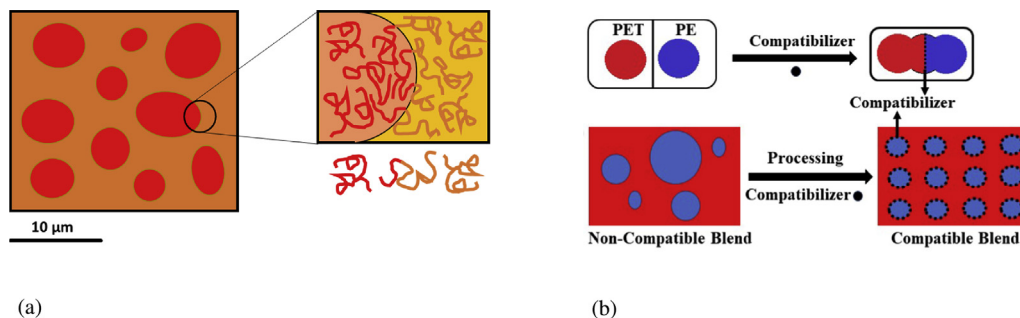 10 µm
(a)
PET PE
Compatibilizer
Compatibilizer
Processing
Compatibilizer
Non-Compatible Blend
Compatible Blend
(b)